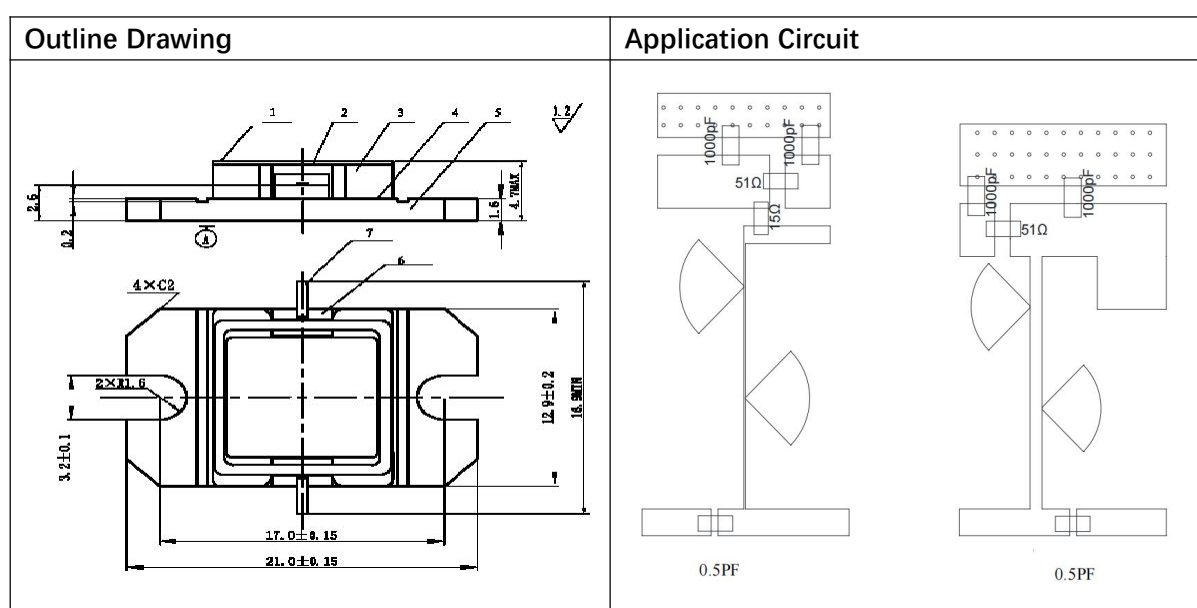 Outline Drawing
Application Circuit
1
2
3
4
5
1.2
2.6
0.2
A
1.6
4.7MAX
7
6
4×C2
2×R1.6
3.2±0.1
12.9±0.2
16.9MIN
17.0±0.15
21.0±0.15
1000pF
1000pF
51Ω
15Ω
0.5PF
1000pF
1000pF
51Ω
0.5PF